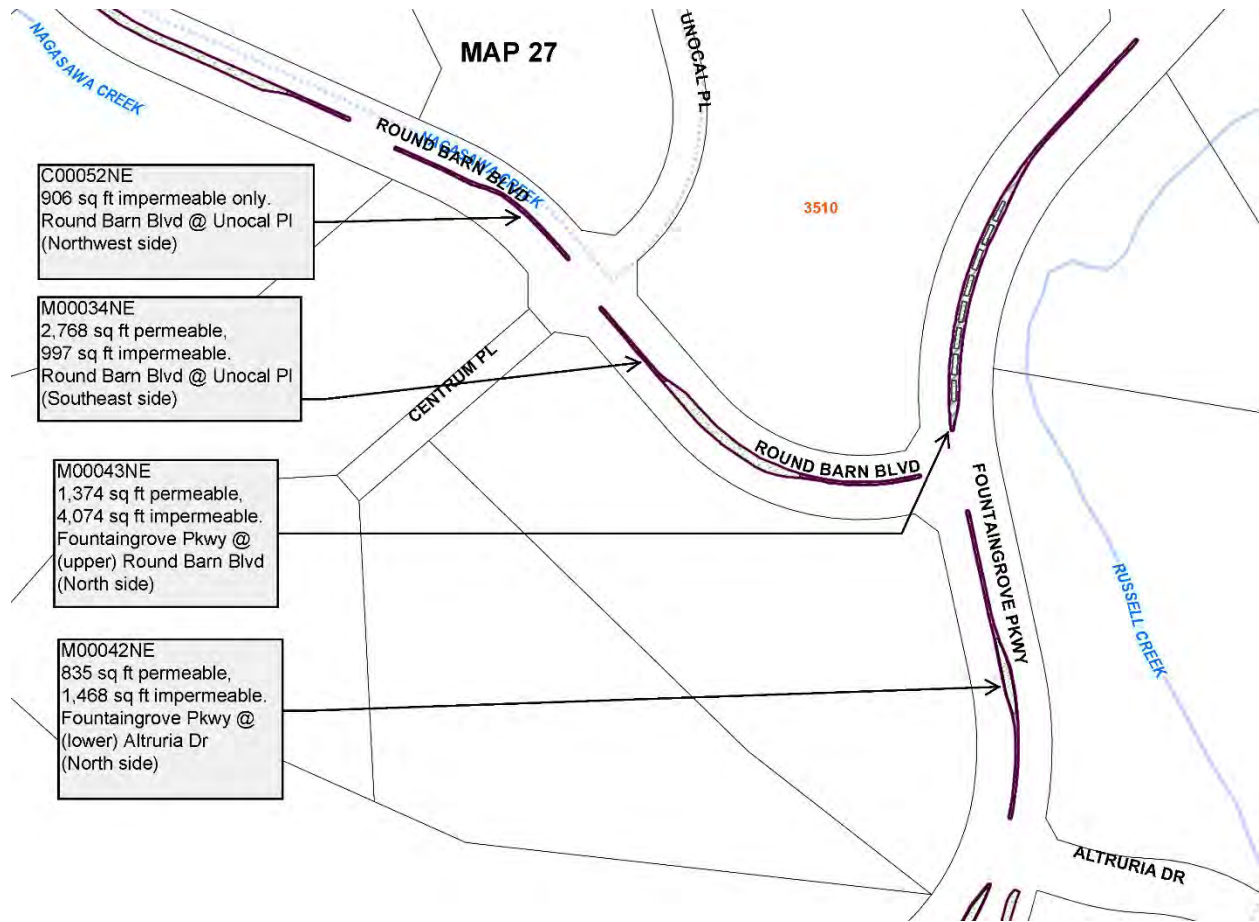 MAP 27
UNOCAL PL
NAGASAWA CREEK
ROUND BARN BLVD
NAGASAWA CREEK
3510
C00052NE
906 sq ft impermeable only.
Round Barn Blvd @ Unocal Pl
(Northwest side)
M00034NE
2,768 sq ft permeable,
997 sq ft impermeable.
Round Barn Blvd @ Unocal Pl
(Southeast side)
CENTRUM PL
ROUND BARN BLVD
M00043NE
1,374 sq ft permeable,
4,074 sq ft impermeable.
Fountaingrove Pkwy @
(upper) Round Barn Blvd
(North side)
FOUNTAINGROVE PKWY
RUSSELL CREEK
M00042NE
835 sq ft permeable,
1,468 sq ft impermeable.
Fountaingrove Pkwy @
(lower) Altruria Dr
(North side)
ALTRURIA DR